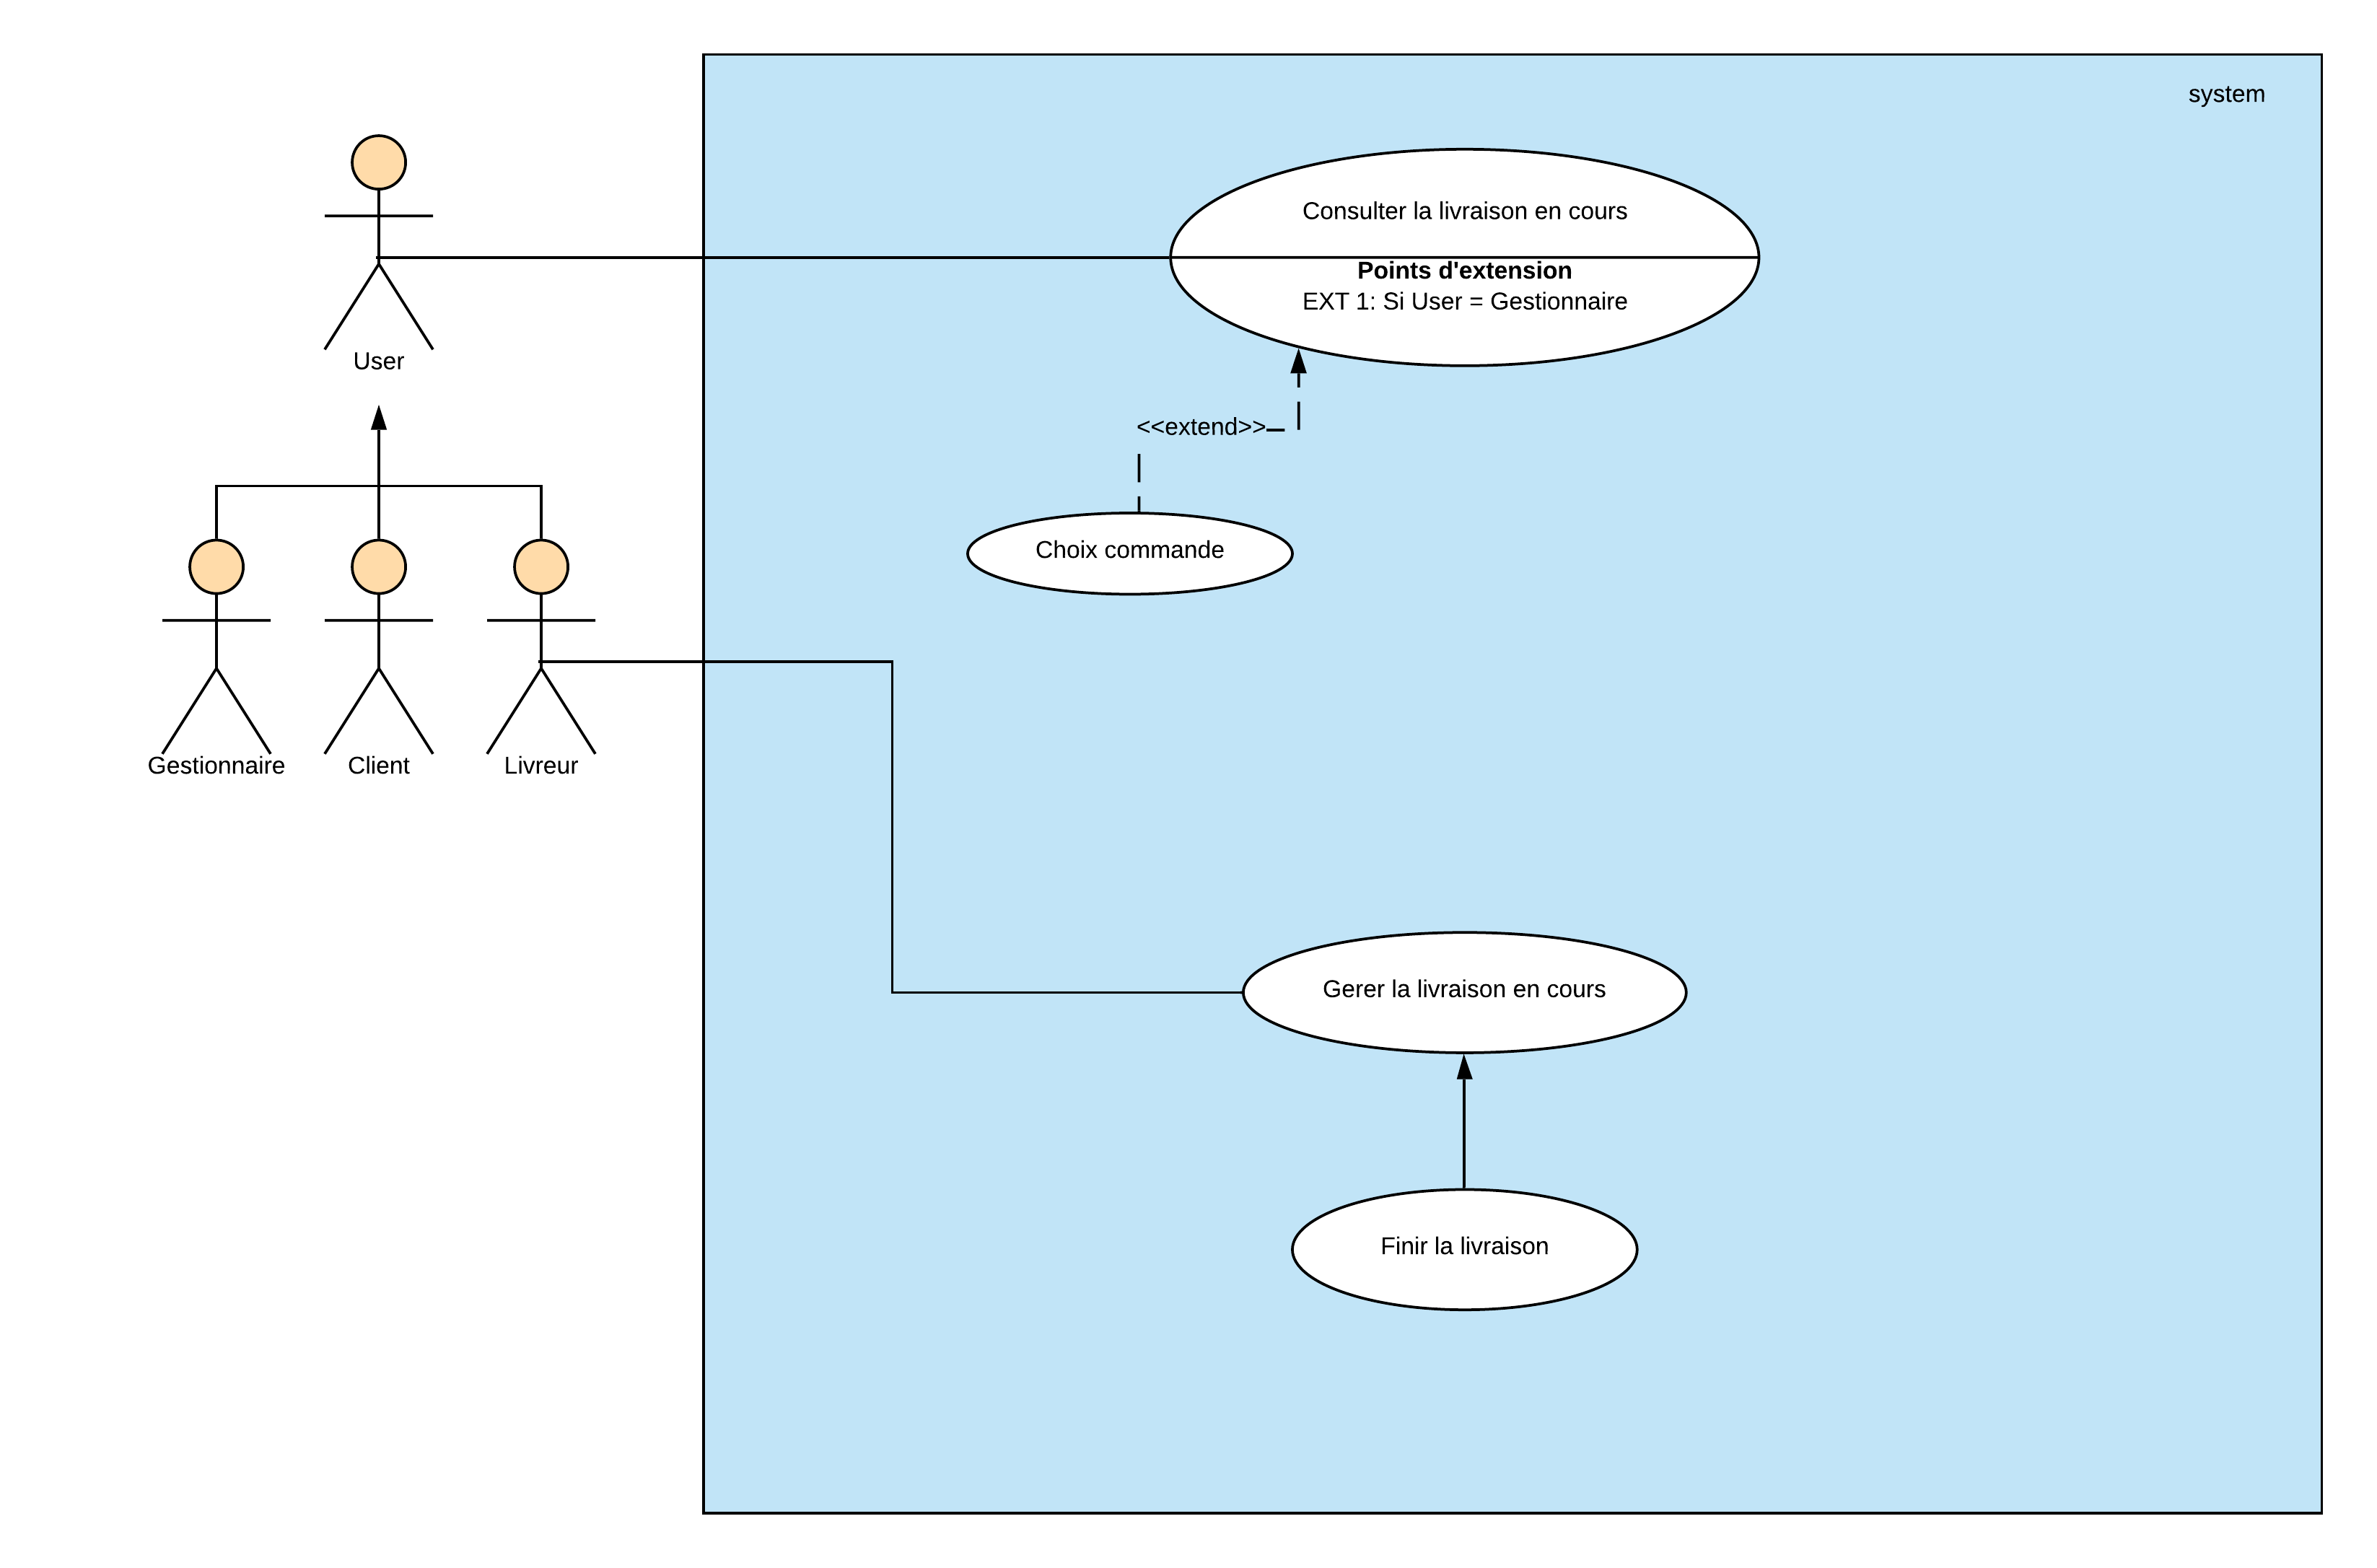 system
Consulter la livraison en cours
Points d'extension
EXT 1: Si User = Gestionnaire
User
<<extend>>
Choix commande
Gestionnaire
Client
Livreur
Gerer la livraison en cours
Finir la livraison